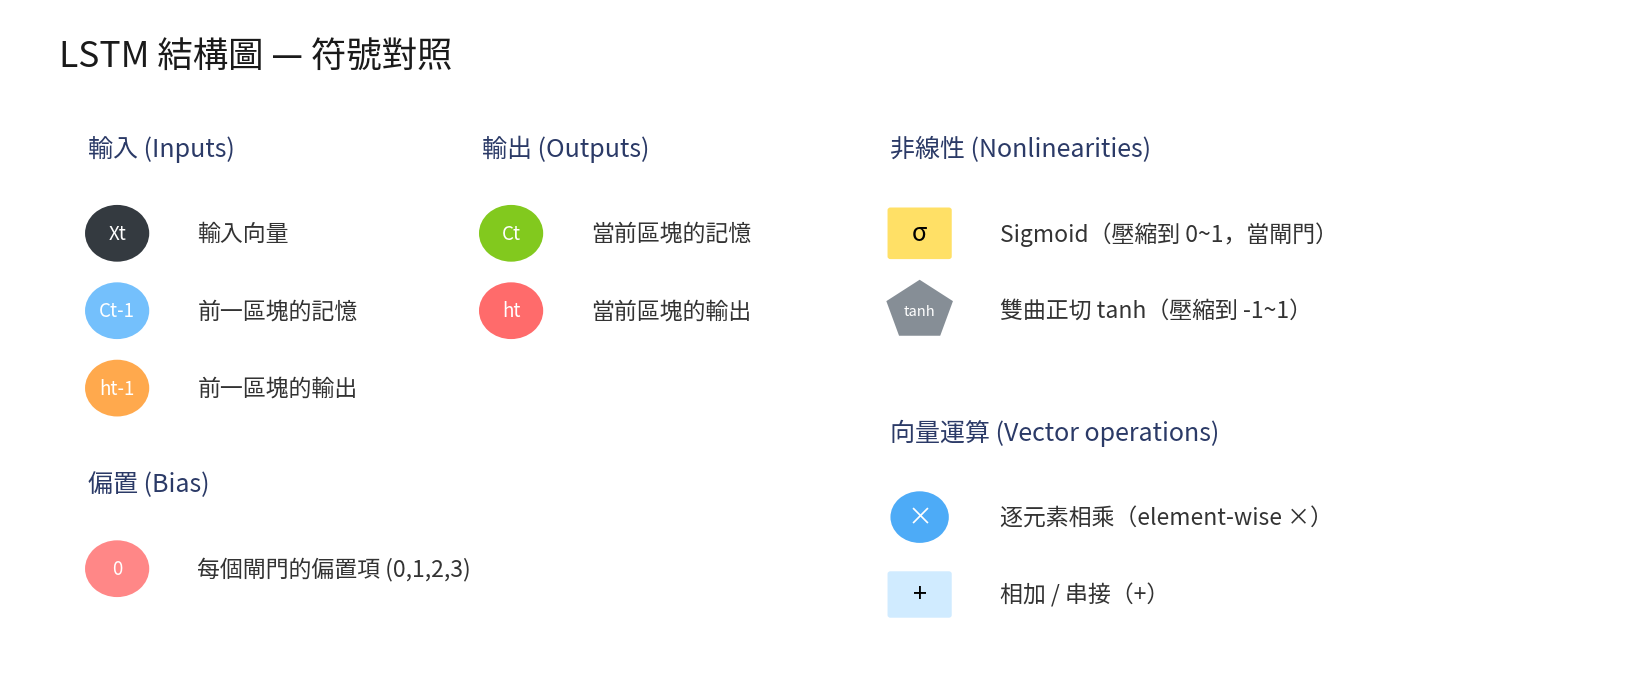 LSTM 結構圖 — 符號對照
輸入 (Inputs)
Xt 輸入向量
Ct-1 前一區塊的記憶
ht-1 前一區塊的輸出
偏置 (Bias)
0 每個閘門的偏置項 (0,1,2,3)
輸出 (Outputs)
Ct 當前區塊的記憶
ht 當前區塊的輸出
非線性 (Nonlinearities)
σ Sigmoid（壓縮到 0~1，當閘門）
tanh 雙曲正切 tanh（壓縮到 -1~1）
向量運算 (Vector operations)
× 逐元素相乘（element-wise ×）
+ 相加 / 串接（+）